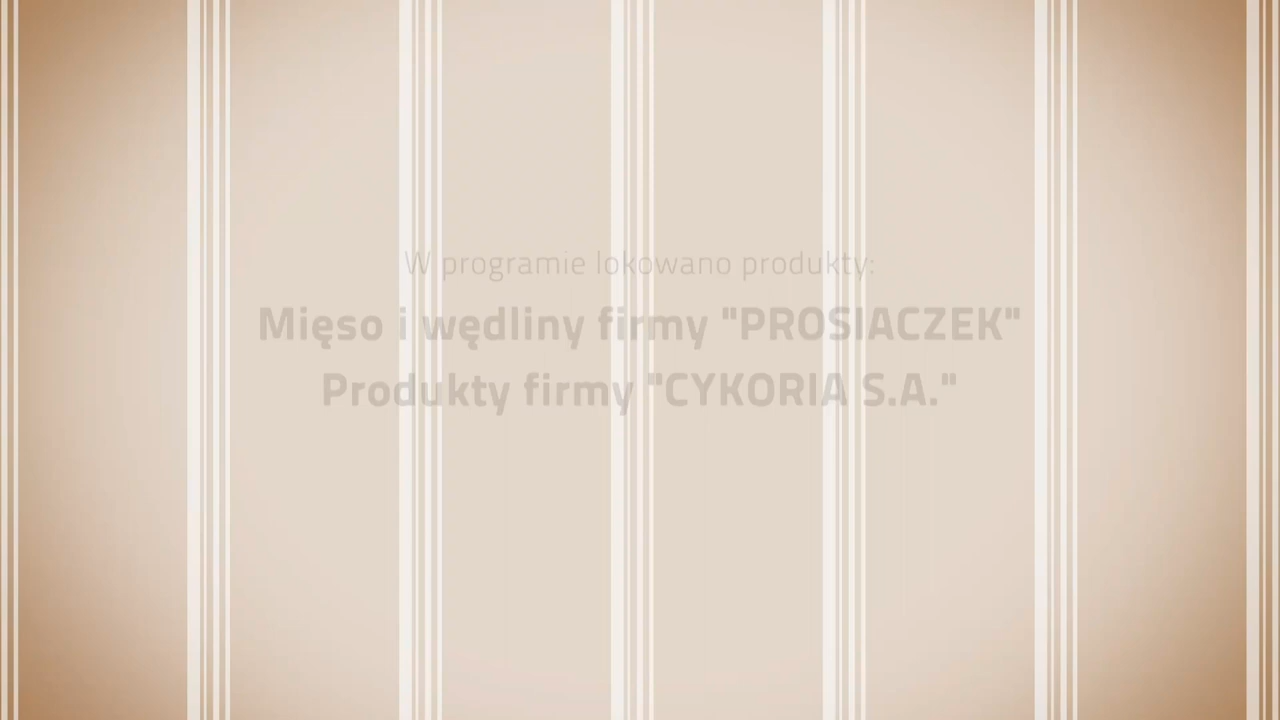 W programie lokowano produkty:
Mięso i wędliny firmy "PROSIACZEK"
Produkty firmy "CYKORIA S.A."